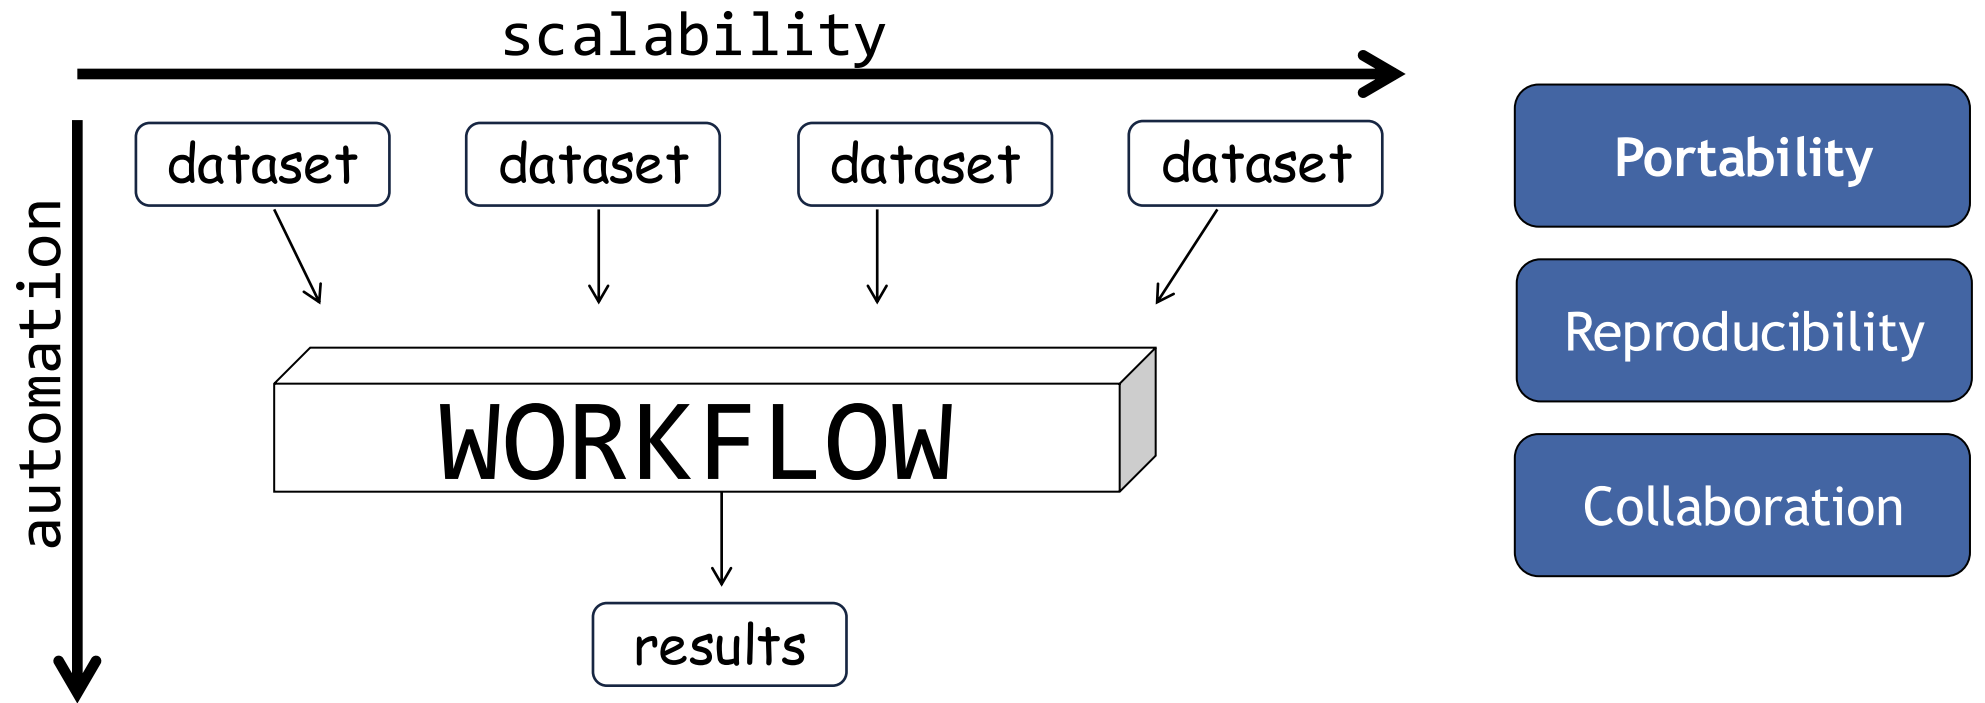 scalability
dataset dataset dataset dataset
automation
WORKFLOW
results
Portability
Reproducibility
Collaboration